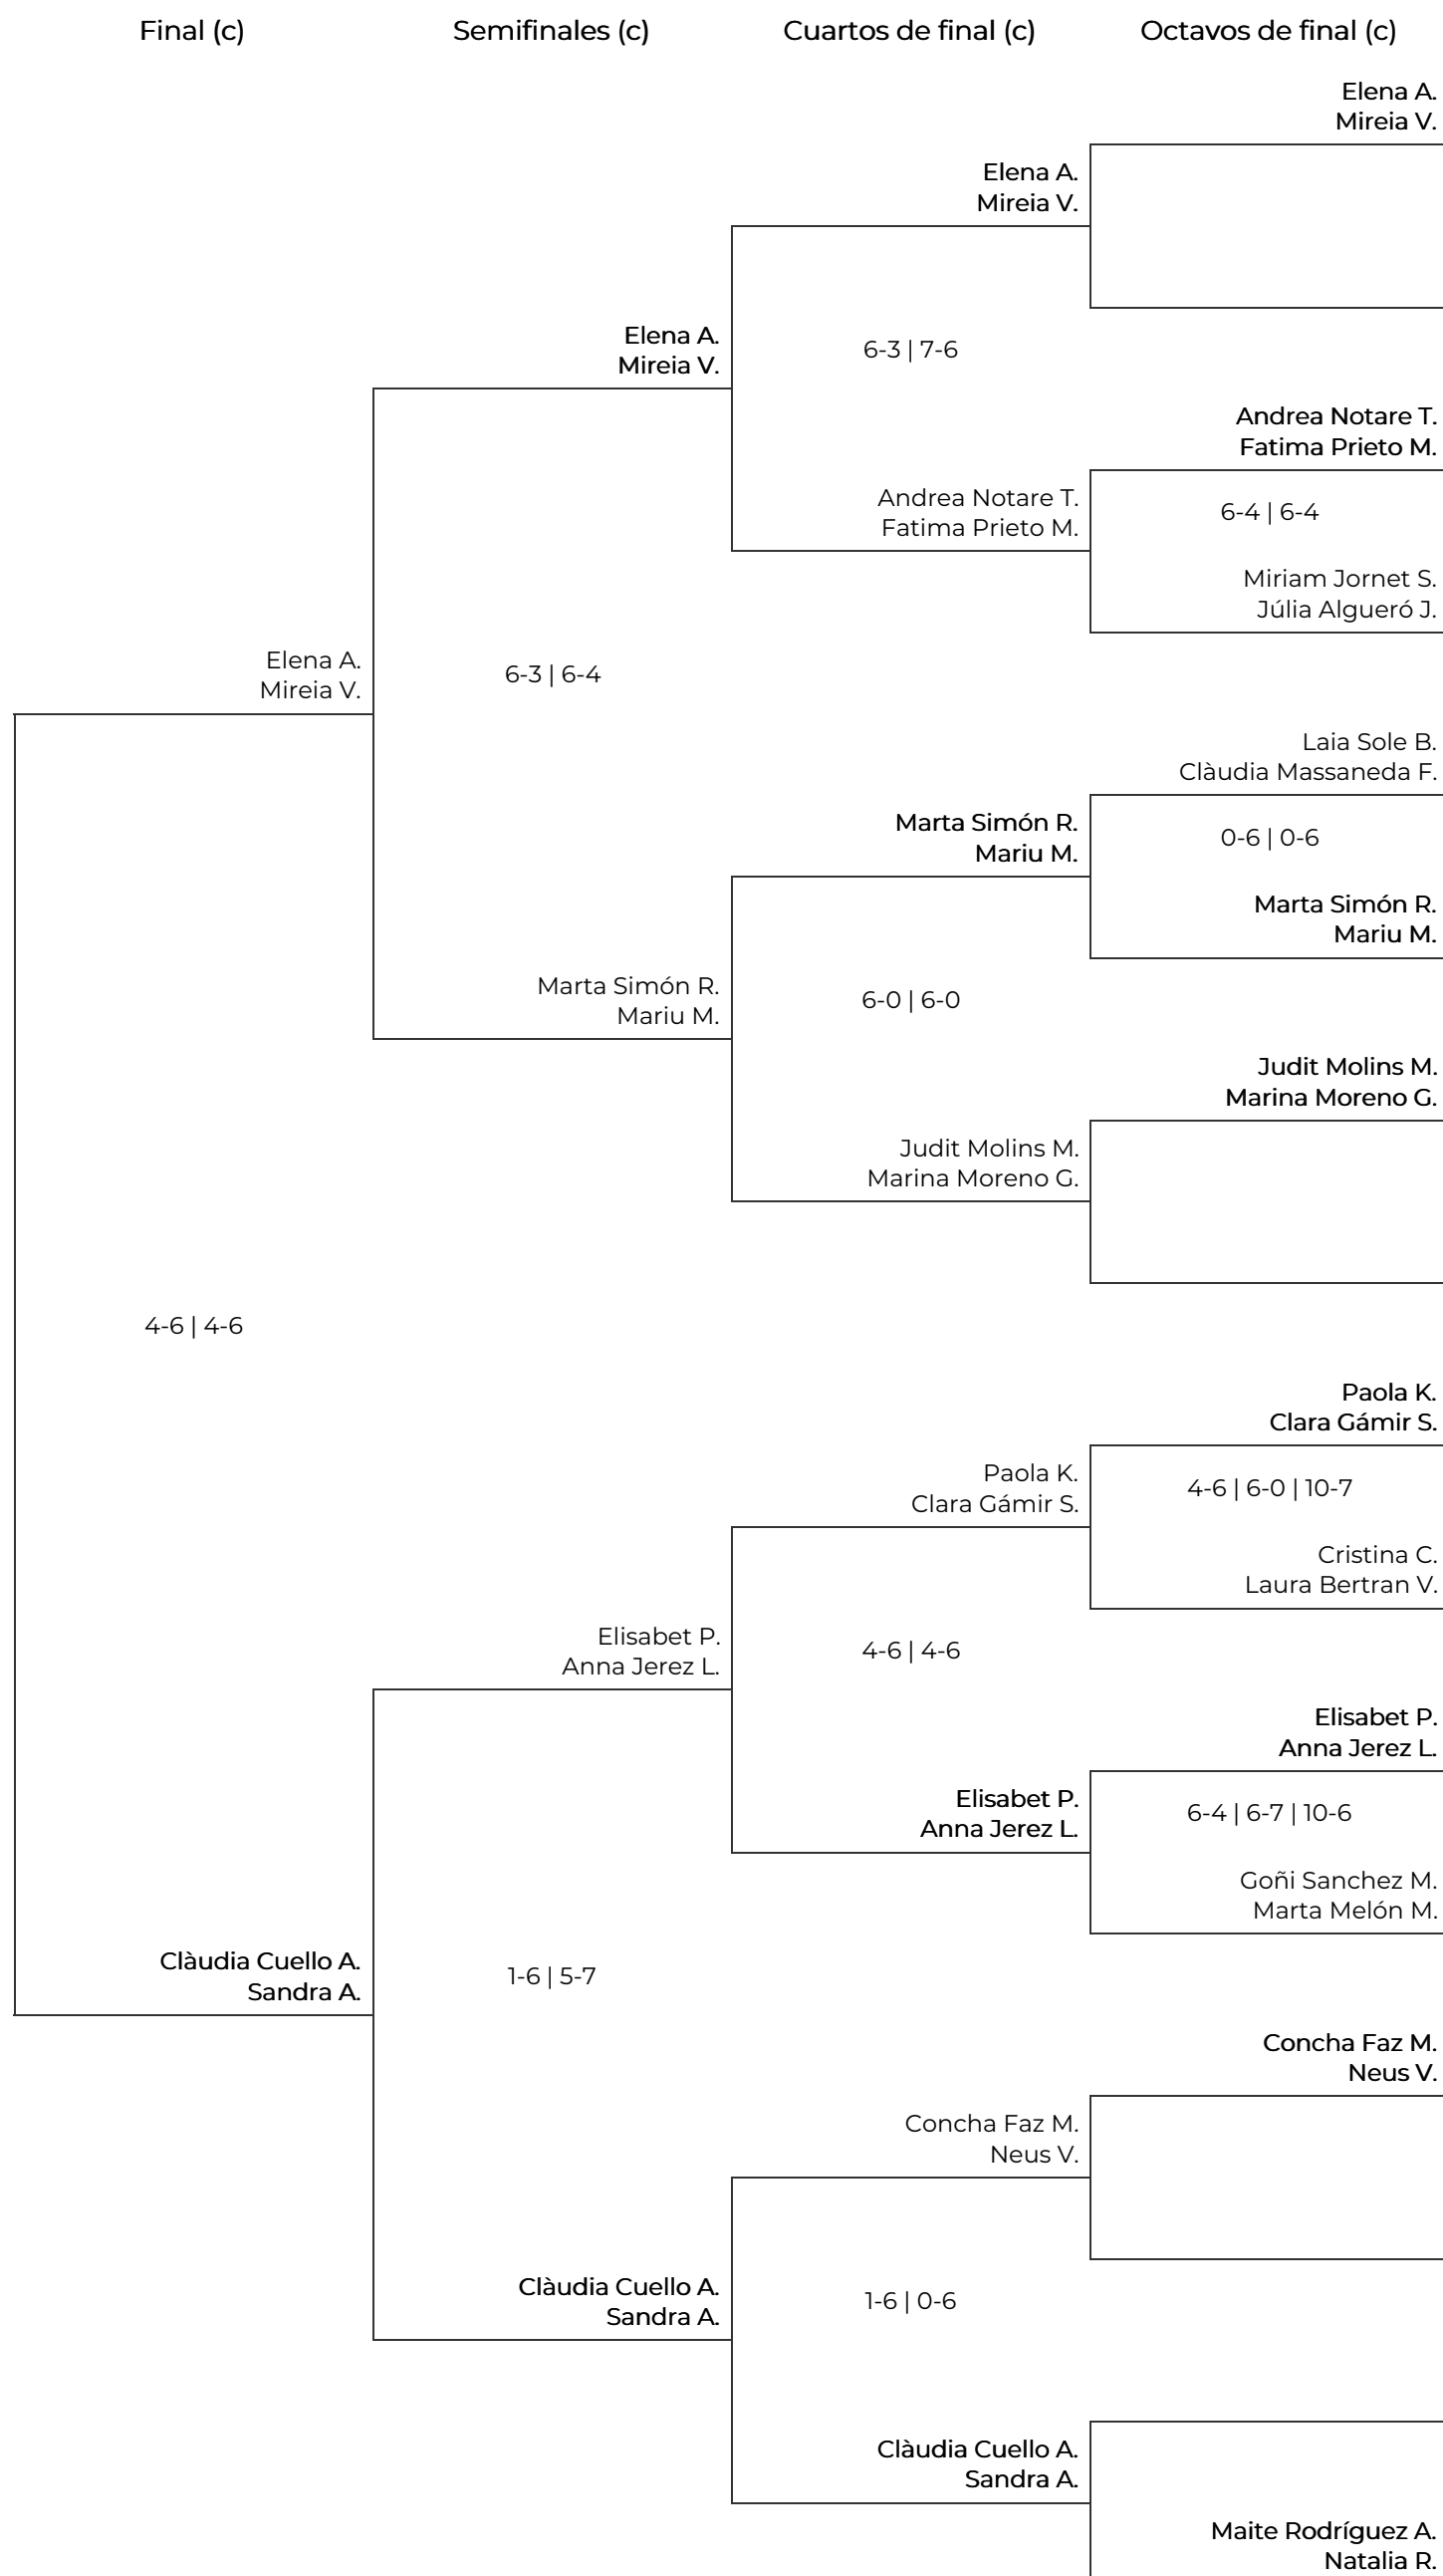 Final (c)
Semifinales (c)
Cuartos de final (c)
Octavos de final (c)
Elena A.
Mireia V.
Elena A.
Mireia V.
Elena A.
Mireia V.
6-3 | 7-6
Andrea Notare T.
Fatima Prieto M.
Andrea Notare T.
Fatima Prieto M.
6-4 | 6-4
Miriam Jornet S.
Júlia Algueró J.
Elena A.
Mireia V.
6-3 | 6-4
Laia Sole B.
Clàudia Massaneda F.
Marta Simón R.
Mariu M.
0-6 | 0-6
Marta Simón R.
Mariu M.
Marta Simón R.
Mariu M.
6-0 | 6-0
Judit Molins M.
Marina Moreno G.
Judit Molins M.
Marina Moreno G.
4-6 | 4-6
Paola K.
Clara Gámir S.
Paola K.
Clara Gámir S.
4-6 | 6-0 | 10-7
Cristina C.
Laura Bertran V.
Elisabet P.
Anna Jerez L.
4-6 | 4-6
Elisabet P.
Anna Jerez L.
Elisabet P.
Anna Jerez L.
6-4 | 6-7 | 10-6
Goñi Sanchez M.
Marta Melón M.
Clàudia Cuello A.
Sandra A.
1-6 | 5-7
Concha Faz M.
Neus V.
Concha Faz M.
Neus V.
Clàudia Cuello A.
Sandra A.
1-6 | 0-6
Clàudia Cuello A.
Sandra A.
Maite Rodríguez A.
Natalia R.